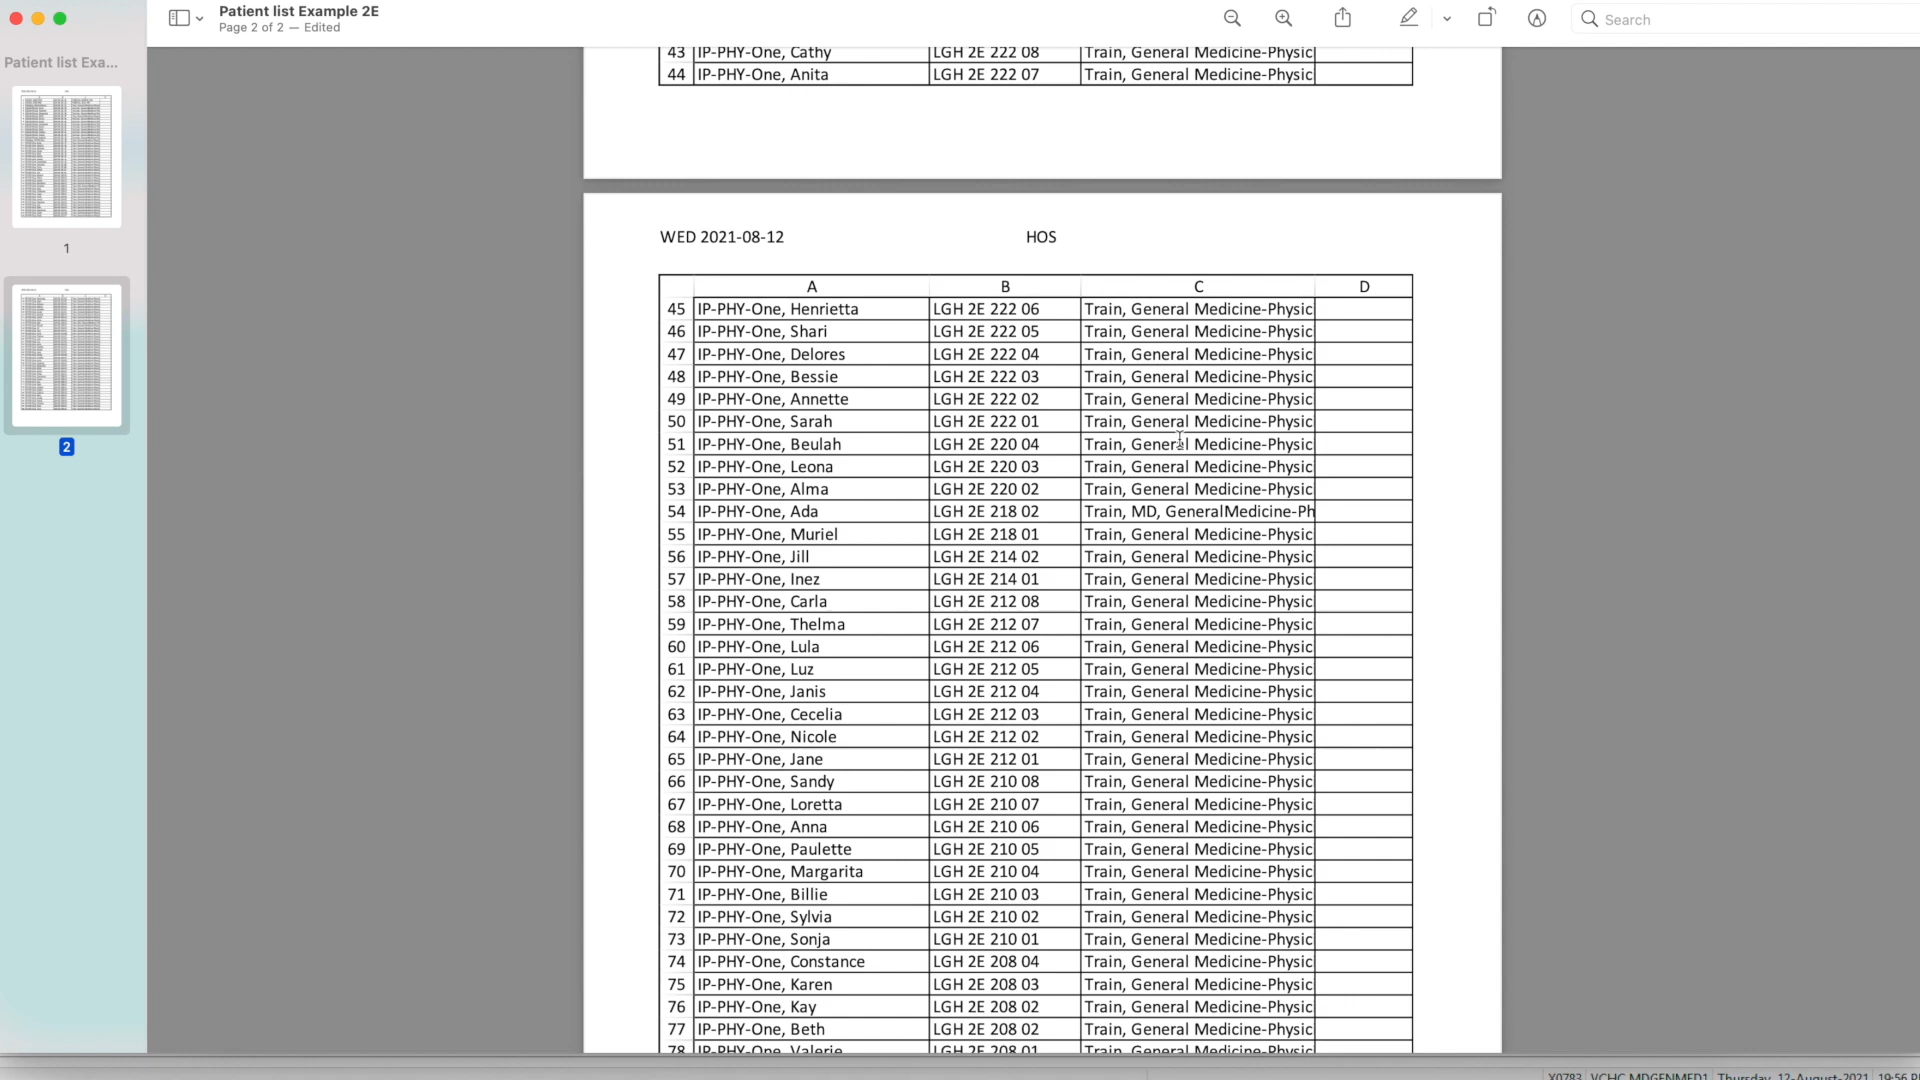 Patient list Example 2E
Page 2 of 2 — Edited
Search
Patient list Exa...
1
2
43 IP-PHY-One, Cathy LGH 2E 222 08 Train, General Medicine-Physic
44 IP-PHY-One, Anita LGH 2E 222 07 Train, General Medicine-Physic
WED 2021-08-12 HOS
A B C D
45 IP-PHY-One, Henrietta LGH 2E 222 06 Train, General Medicine-Physic
46 IP-PHY-One, Shari LGH 2E 222 05 Train, General Medicine-Physic
47 IP-PHY-One, Delores LGH 2E 222 04 Train, General Medicine-Physic
48 IP-PHY-One, Bessie LGH 2E 222 03 Train, General Medicine-Physic
49 IP-PHY-One, Annette LGH 2E 222 02 Train, General Medicine-Physic
50 IP-PHY-One, Sarah LGH 2E 222 01 Train, General Medicine-Physic
51 IP-PHY-One, Beulah LGH 2E 220 04 Train, General Medicine-Physic
52 IP-PHY-One, Leona LGH 2E 220 03 Train, General Medicine-Physic
53 IP-PHY-One, Alma LGH 2E 220 02 Train, General Medicine-Physic
54 IP-PHY-One, Ada LGH 2E 218 02 Train, MD, GeneralMedicine-Ph
55 IP-PHY-One, Muriel LGH 2E 218 01 Train, General Medicine-Physic
56 IP-PHY-One, Jill LGH 2E 214 02 Train, General Medicine-Physic
57 IP-PHY-One, Inez LGH 2E 214 01 Train, General Medicine-Physic
58 IP-PHY-One, Carla LGH 2E 212 08 Train, General Medicine-Physic
59 IP-PHY-One, Thelma LGH 2E 212 07 Train, General Medicine-Physic
60 IP-PHY-One, Lula LGH 2E 212 06 Train, General Medicine-Physic
61 IP-PHY-One, Luz LGH 2E 212 05 Train, General Medicine-Physic
62 IP-PHY-One, Janis LGH 2E 212 04 Train, General Medicine-Physic
63 IP-PHY-One, Cecelia LGH 2E 212 03 Train, General Medicine-Physic
64 IP-PHY-One, Nicole LGH 2E 212 02 Train, General Medicine-Physic
65 IP-PHY-One, Jane LGH 2E 212 01 Train, General Medicine-Physic
66 IP-PHY-One, Sandy LGH 2E 210 08 Train, General Medicine-Physic
67 IP-PHY-One, Loretta LGH 2E 210 07 Train, General Medicine-Physic
68 IP-PHY-One, Anna LGH 2E 210 06 Train, General Medicine-Physic
69 IP-PHY-One, Paulette LGH 2E 210 05 Train, General Medicine-Physic
70 IP-PHY-One, Margarita LGH 2E 210 04 Train, General Medicine-Physic
71 IP-PHY-One, Billie LGH 2E 210 03 Train, General Medicine-Physic
72 IP-PHY-One, Sylvia LGH 2E 210 02 Train, General Medicine-Physic
73 IP-PHY-One, Sonja LGH 2E 210 01 Train, General Medicine-Physic
74 IP-PHY-One, Constance LGH 2E 208 04 Train, General Medicine-Physic
75 IP-PHY-One, Karen LGH 2E 208 03 Train, General Medicine-Physic
76 IP-PHY-One, Kay LGH 2E 208 02 Train, General Medicine-Physic
77 IP-PHY-One, Beth LGH 2E 208 02 Train, General Medicine-Physic
78 IP-PHY-One, Valerie LGH 2E 208 01 Train, General Medicine-Physic
X0783 VCHC MDGENMED1 Thursday, 12-August-2021 19:56